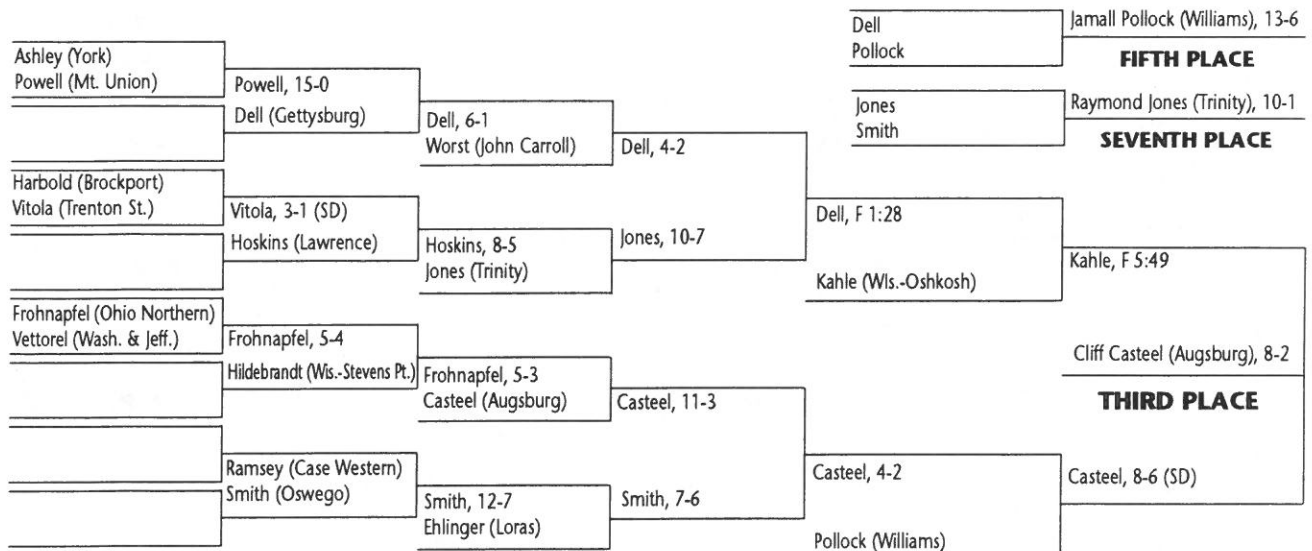 Dell
Pollock
Jamall Pollock (Williams), 13-6
FIFTH PLACE
Jones
Smith
Raymond Jones (Trinity), 10-1
SEVENTH PLACE
Ashley (York)
Powell (Mt. Union)
Powell, 15-0
Dell (Gettysburg)
Dell, 6-1
Worst (John Carroll)
Dell, 4-2
Harbold (Brockport)
Vitola (Trenton St.)
Vitola, 3-1 (SD)
Hoskins (Lawrence)
Hoskins, 8-5
Jones (Trinity)
Jones, 10-7
Dell, F 1:28
Kahle (WIs.-Oshkosh)
Kahle, F 5:49
Frohnapfel (Ohio Northern)
Vettorel (Wash. & Jeff.)
Frohnapfel, 5-4
Hildebrandt (Wis.-Stevens Pt.)
Frohnapfel, 5-3
Casteel (Augsburg)
Casteel, 11-3
Cliff Casteel (Augsburg), 8-2
THIRD PLACE
Ramsey (Case Western)
Smith (Oswego)
Smith, 12-7
Ehlinger (Loras)
Smith, 7-6
Casteel, 4-2
Pollock (Williams)
Casteel, 8-6 (SD)